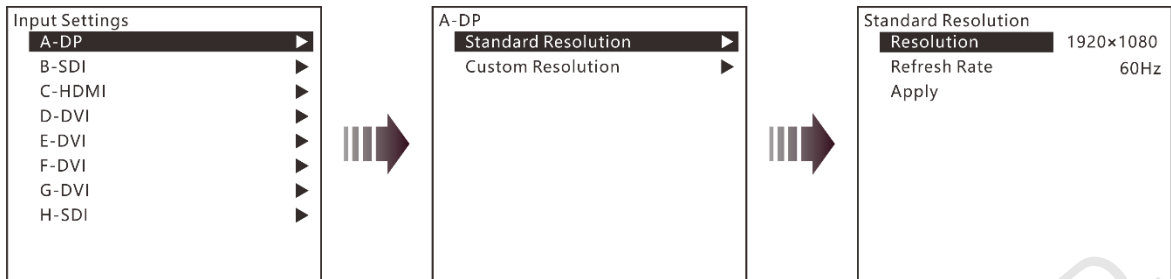 Input Settings
A-DP
B-SDI
C-HDMI
D-DVI
E-DVI
F-DVI
G-DVI
H-SDI
A-DP
Standard Resolution
Custom Resolution
Standard Resolution
Resolution 1920×1080
Refresh Rate 60Hz
Apply